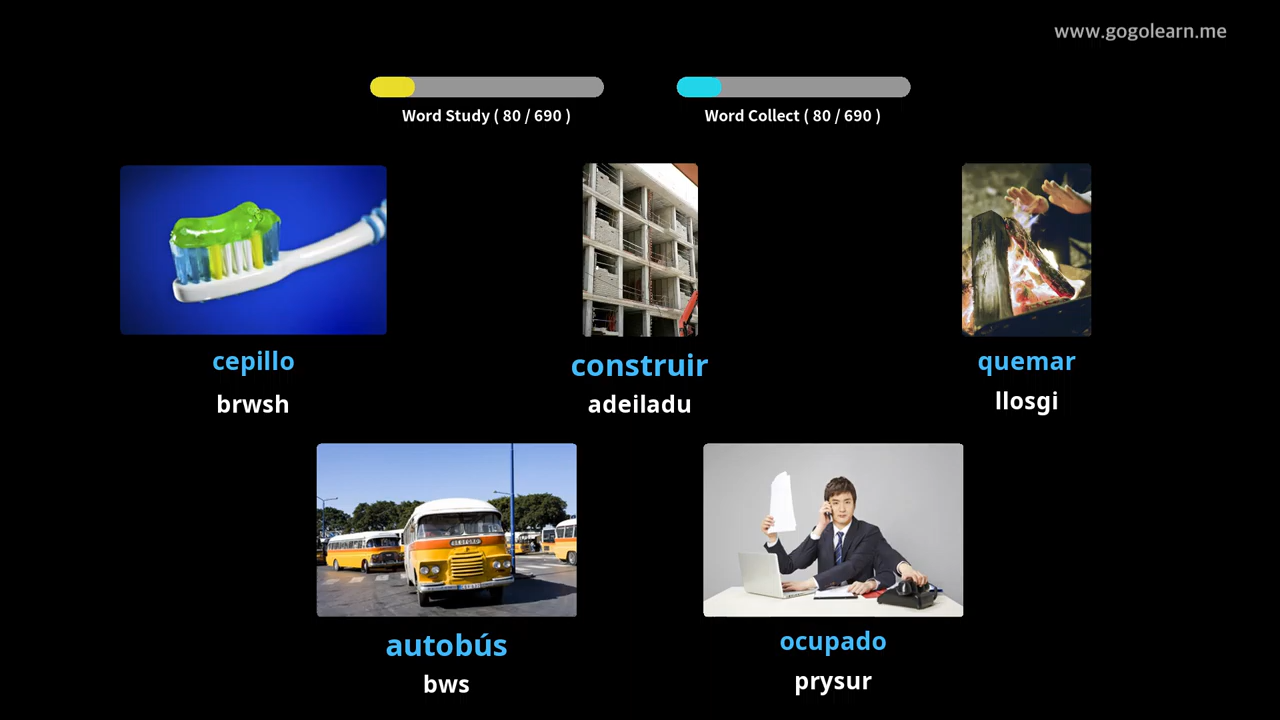 www.gogolearn.me
Word Study ( 80 / 690 )
Word Collect ( 80 / 690 )
cepillo
brwsh
construir
adeiladu
quemar
llosgi
autobús
bws
ocupado
prysur